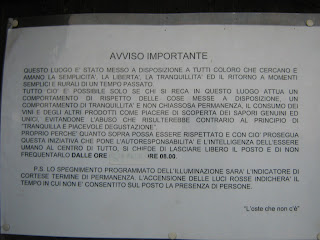 AVVISO IMPORTANTE
QUESTO LUOGO E' STATO MESSO A DISPOSIZIONE A TUTTI COLORO CHE CERCANO E
AMANO LA SEMPLICITA', LA LIBERTA', LA TRANQUILLITA' ED IL RITORNO A MOMENTI
SEMPLICI E RURALI DI UN TEMPO PASSATO.
TUTTO CIO' E' POSSIBILE SOLO SE CHI SI RECA IN QUESTO LUOGO ATTUA UN
COMPORTAMENTO DI RISPETTO DELLE COSE MESSE A DISPOSIZIONE, UN
COMPORTAMENTO DI TRANQUILLITA' E NON CHIASSOSA PERMANENZA, IL CONSUMO DEI
VINI E DEGLI ALTRI PRODOTTI COME PIACERE DI SCOPERTA DEI SAPORI GENUINI ED
UNICI, EVITANDONE L'ABUSO CHE RISULTEREBBE CONTRARIO AL PRINCIPIO DI
"TRANQUILLA E PIACEVOLE DEGUSTAZIONE".
PROPRIO PERCHE' QUANTO SOPRA POSSA ESSERE RISPETTATO E CON CIO' PROSEGUA
QUESTA INIZIATIVA CHE PONE L'AUTORESPONSABILITA' E L'INTELLIGENZA DELL'ESSERE
UMANO AL CENTRO DI TUTTO, SI CHIEDE DI LASCIARE LIBERO IL POSTO E DI NON
FREQUENTARLO DALLE ORE ORE 06.00.
P.S. LO SPEGNIMENTO PROGRAMMATO DELL'ILLUMINAZIONE SARA' L'INDICATORE DI
CORTESE TERMINE DI PERMANENZA. L'ACCENSIONE DELLE LUCI ROSSE INDICHERA' IL
TEMPO IN CUI NON E' CONSENTITO SUL POSTO LA PRESENZA DI PERSONE.
"L'oste che non c'è"